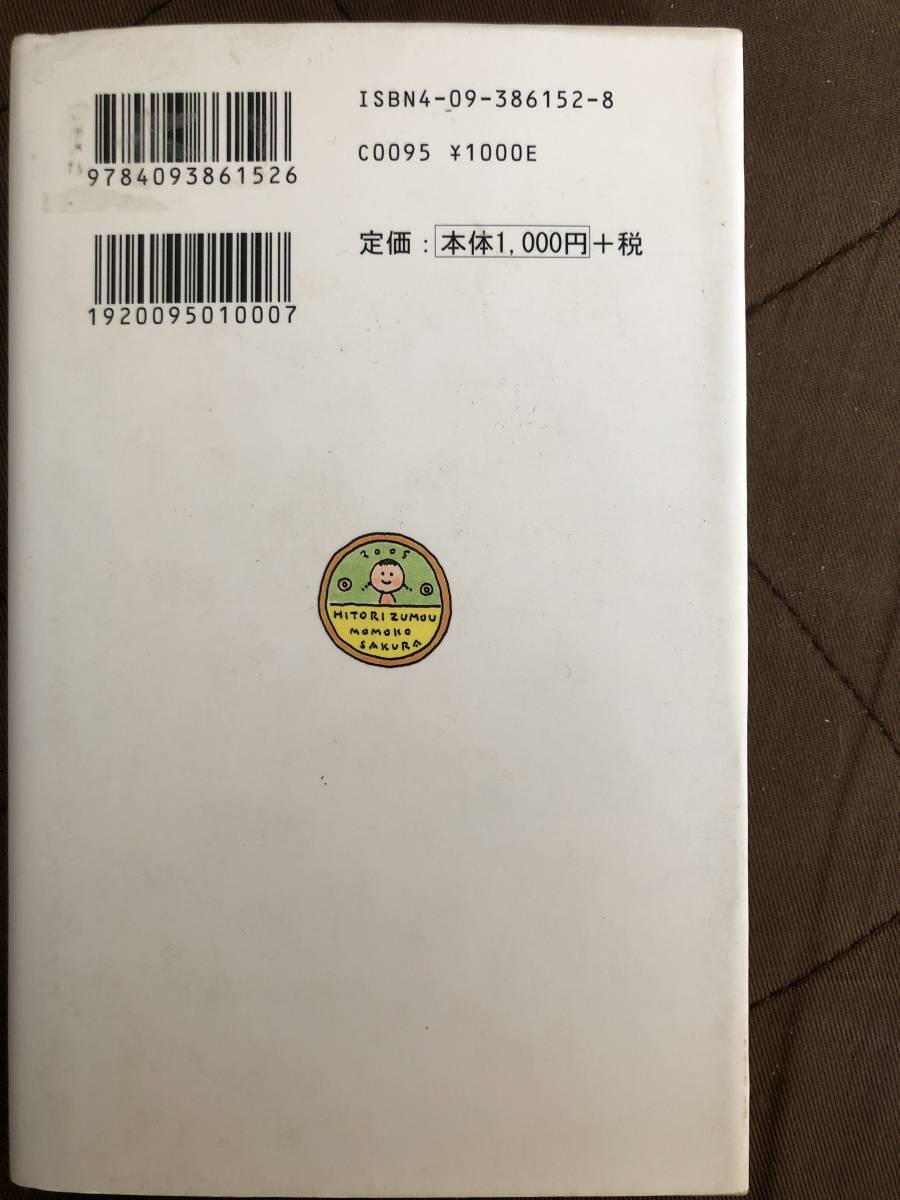 ISBN4-09-386152-8
9784093861526
C0095 ¥1000E
定価：本体1,000円＋税
1920095010007
2005
HITORI ZUMOU
MOMOKO
SAKURA